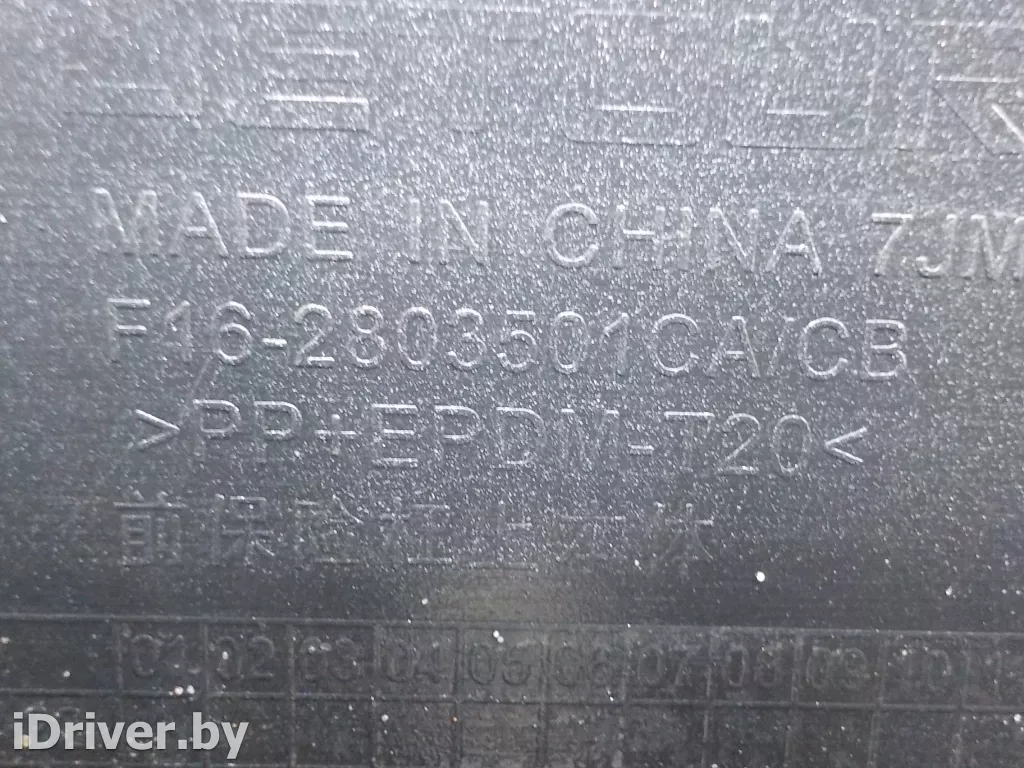 MADE IN CHINA 7JM
F16-2803501CA/CB
>PP+EPDM-T20<
前保险杠上本体
01 02 03 04 05 06 07 08 09 10
iDriver.by